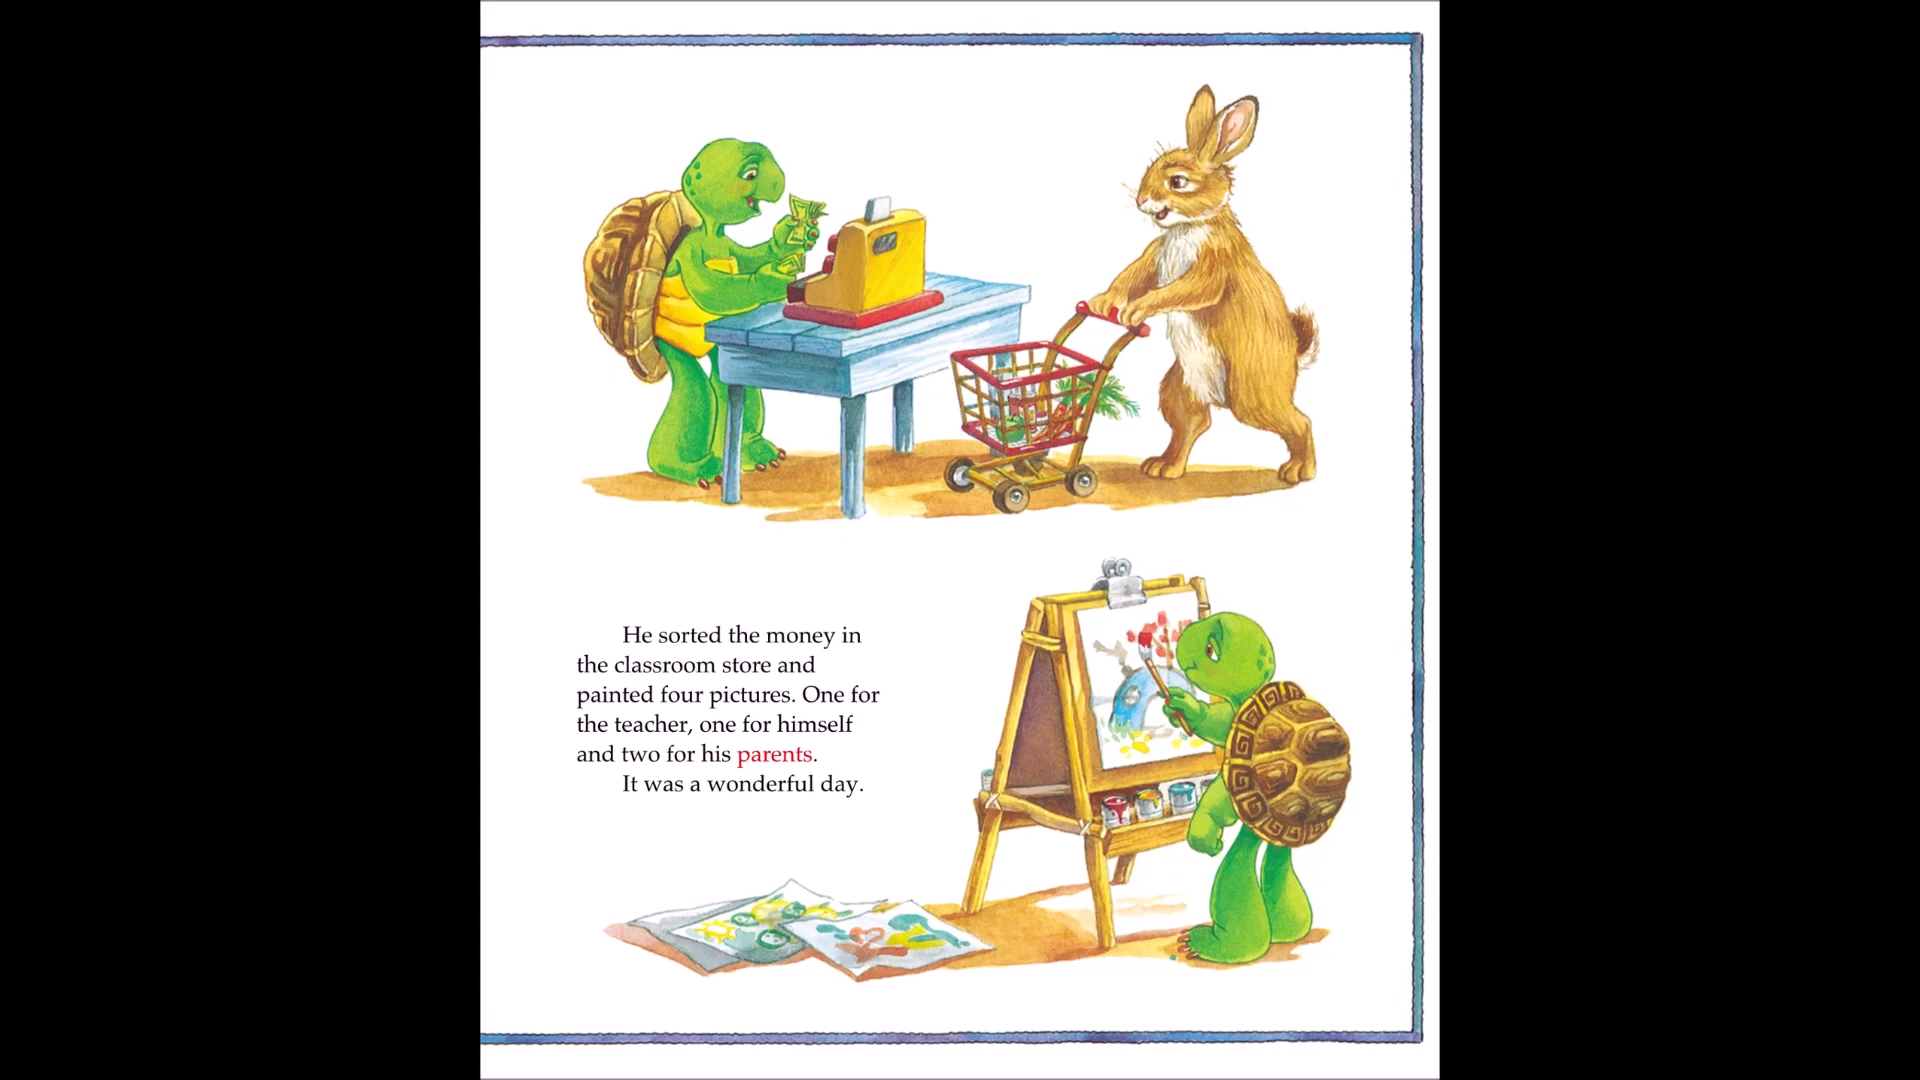 He sorted the money in
the classroom store and
painted four pictures. One for
the teacher, one for himself
and two for his parents.
It was a wonderful day.